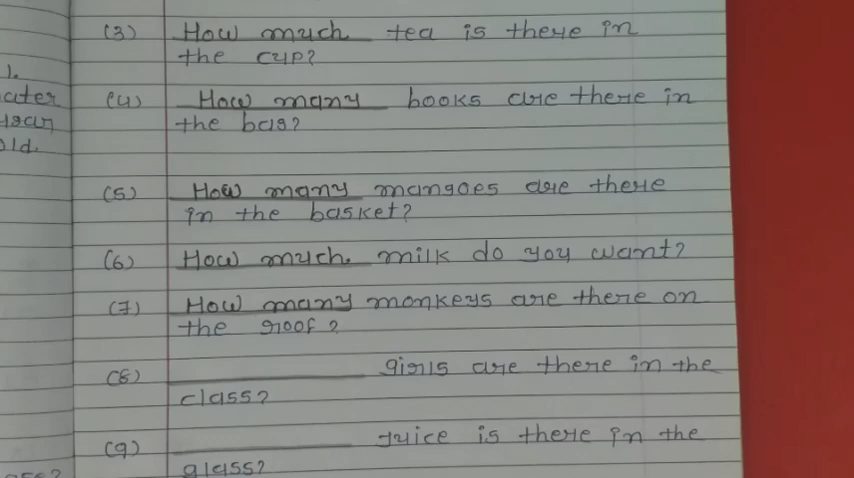 (3) How much tea is there in
the cup?
(4) How many books are there in
the bag?
(5) How many mangoes are there
in the basket?
(6) How much milk do you want?
(7) How many monkeys are there on
the roof?
(8) ____________ girls are there in the
class?
(9) ____________ Juice is there in the
glass?